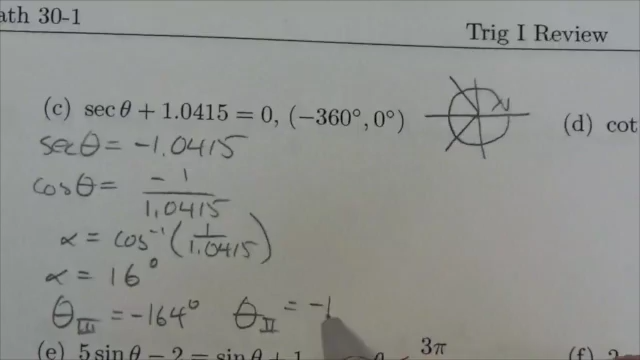 ath 30-1
Trig I Review
(c) sec θ + 1.0415 = 0, (−360°, 0°)
(d) cot
secθ = -1.0415
cosθ = -1/1.0415
α = cos⁻¹(1/1.0415)
α = 16°
θ_III = -164° θ_II = -1
(e) 5 sin θ − 2 = sin θ + 1
3π
(f) 2